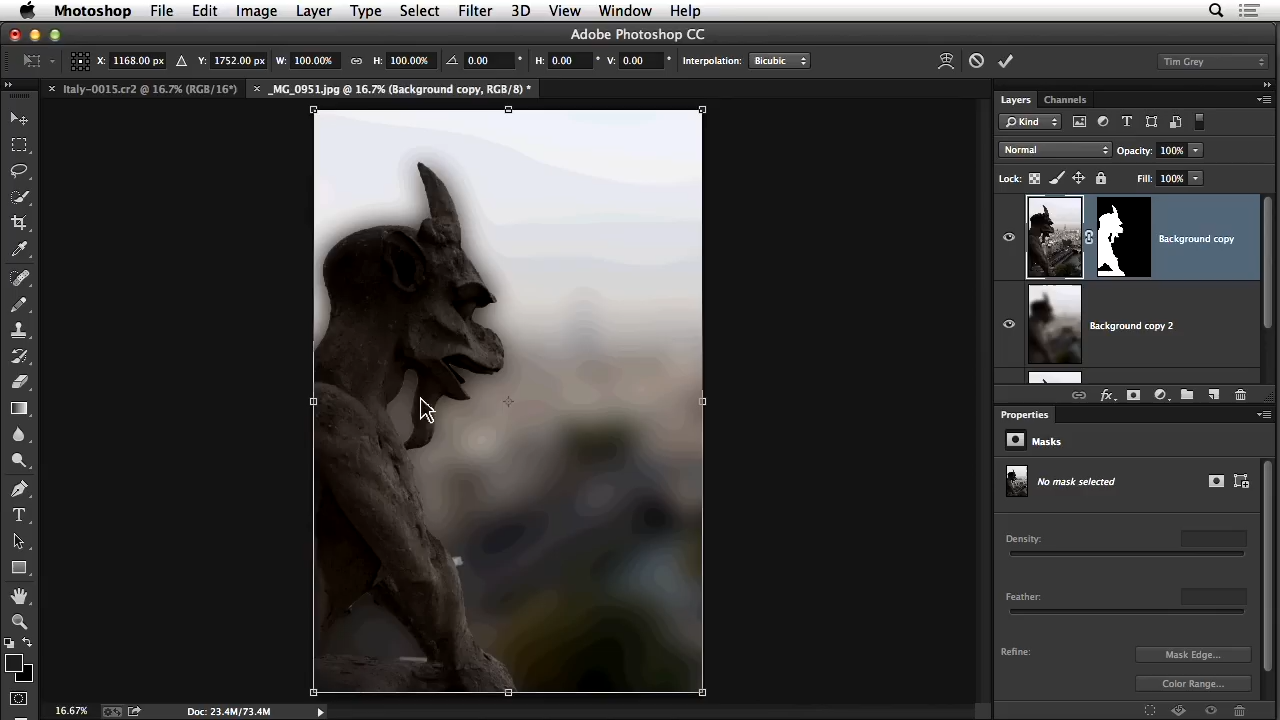 Moshotoshop File Edit Image Layer Type Select Filter 3D View Window Help
Adobe Photoshop CC
X: 1168.00 px Y: 1752.00 px W: 100.00% H: 100.00% 0.00 ° H: 0.00 ° V: 0.00 ° Interpolation: Bicubic Tim Grey
Italy-0015.cr2 @ 16.7% (RGB/16*) _MG_0951.jpg @ 16.7% (Background copy, RGB/8) *
Layers Channels
Kind
Normal Opacity: 100%
Lock: Fill: 100%
Background copy
Background copy 2
fx
Properties
Masks
No mask selected
Density:
Feather:
Refine: Mask Edge...
Color Range...
16.67% Doc: 23.4M/73.4M